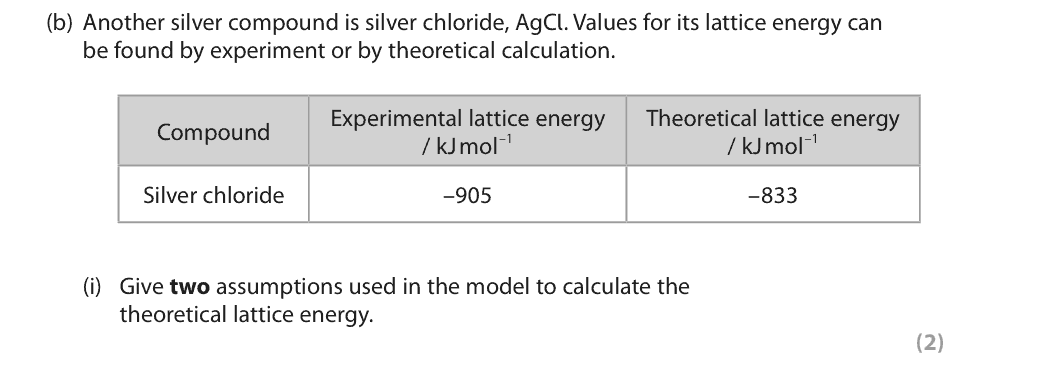 (b) Another silver compound is silver chloride, AgCl. Values for its lattice energy can
be found by experiment or by theoretical calculation.
Compound
Experimental lattice energy
/ kJ mol⁻¹
Theoretical lattice energy
/ kJ mol⁻¹
Silver chloride
–905
–833
(i) Give two assumptions used in the model to calculate the
theoretical lattice energy.
(2)